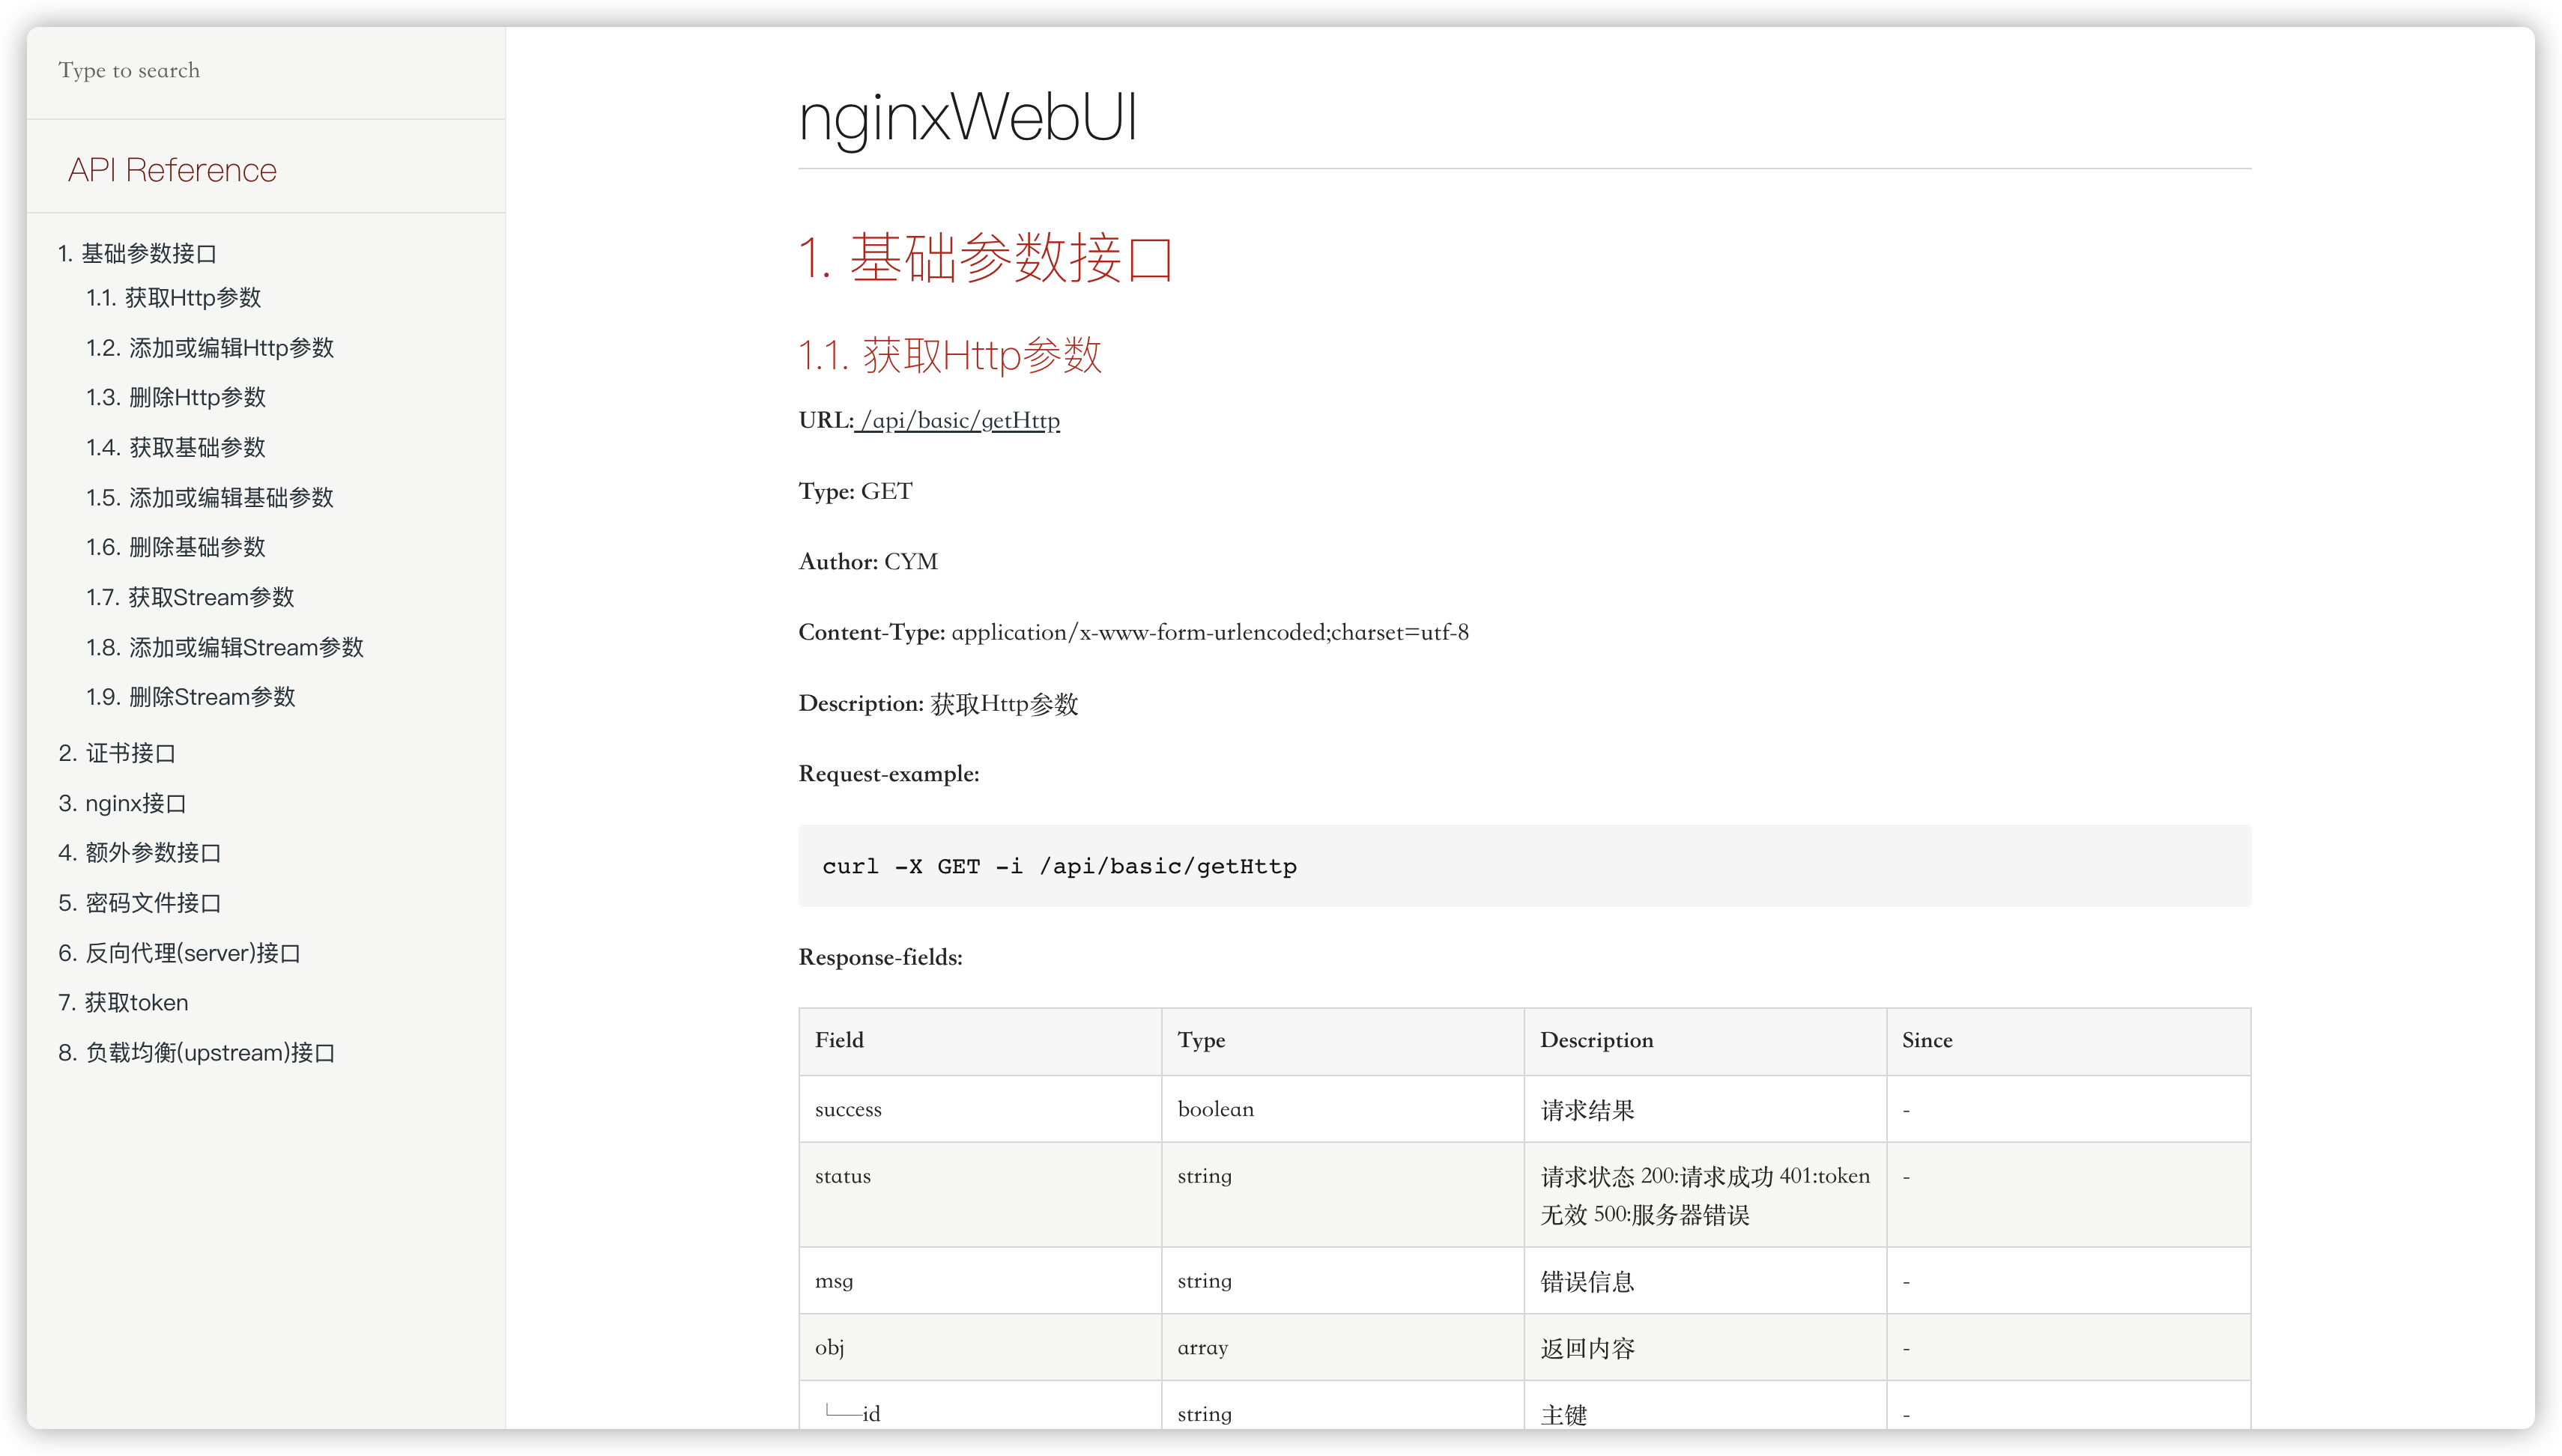 Type to search
API Reference
1. 基础参数接口
1.1. 获取Http参数
1.2. 添加或编辑Http参数
1.3. 删除Http参数
1.4. 获取基础参数
1.5. 添加或编辑基础参数
1.6. 删除基础参数
1.7. 获取Stream参数
1.8. 添加或编辑Stream参数
1.9. 删除Stream参数
2. 证书接口
3. nginx接口
4. 额外参数接口
5. 密码文件接口
6. 反向代理(server)接口
7. 获取token
8. 负载均衡(upstream)接口
nginxWebUI
1. 基础参数接口
1.1. 获取Http参数
URL: /api/basic/getHttp
Type: GET
Author: CYM
Content-Type: application/x-www-form-urlencoded;charset=utf-8
Description: 获取Http参数
Request-example:
curl -X GET -i /api/basic/getHttp
Response-fields:
Field Type Description Since
success boolean 请求结果 -
status string 请求状态 200:请求成功 401:token -
无效 500:服务器错误
msg string 错误信息 -
obj array 返回内容 -
└─id string 主键 -